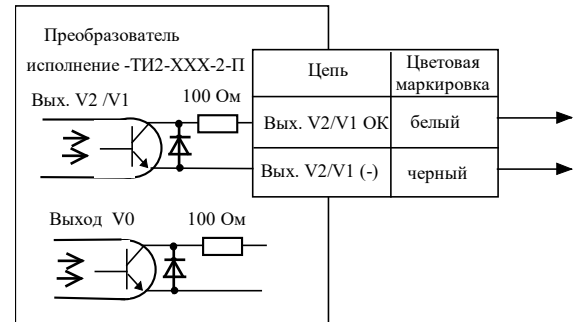 Преобразователь
исполнение -ТИ2-ХХХ-2-П
Вых. V2 /V1
100 Ом
Цепь
Цветовая
маркировка
Вых. V2/V1 ОК
белый
Вых. V2/V1 (-)
черный
Выход V0
100 Ом